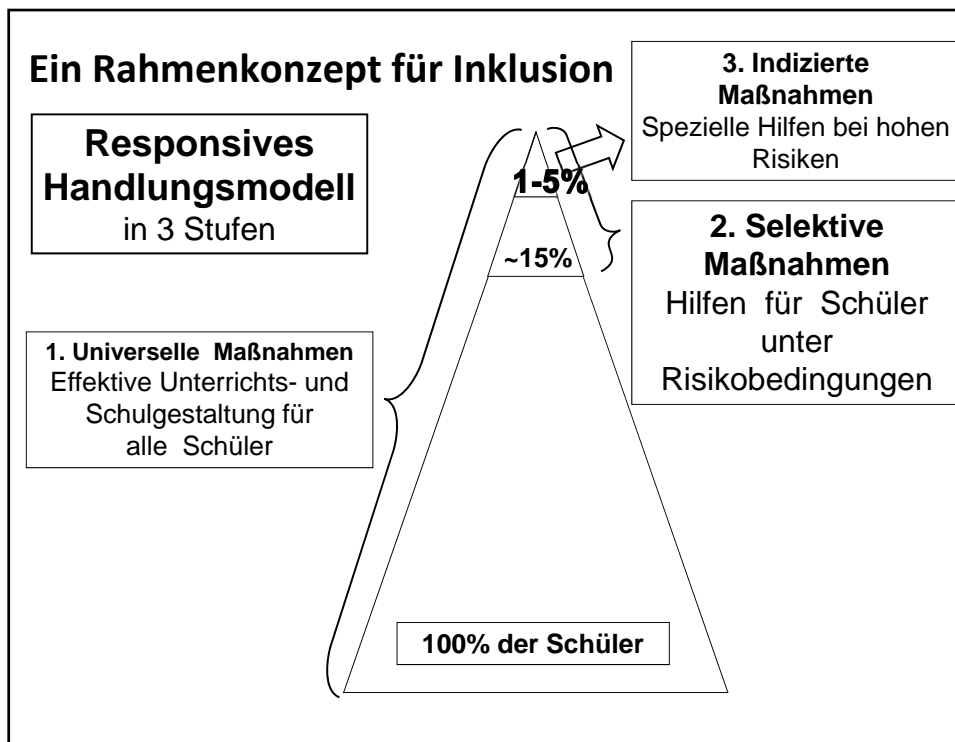 Ein Rahmenkonzept für Inklusion
Responsives
Handlungsmodell
in 3 Stufen
3. Indizierte
Maßnahmen
Spezielle Hilfen bei hohen
Risiken
1-5%
2. Selektive
Maßnahmen
Hilfen für Schüler
unter
Risikobedingungen
~15%
1. Universelle Maßnahmen
Effektive Unterrichts- und
Schulgestaltung für
alle Schüler
100% der Schüler